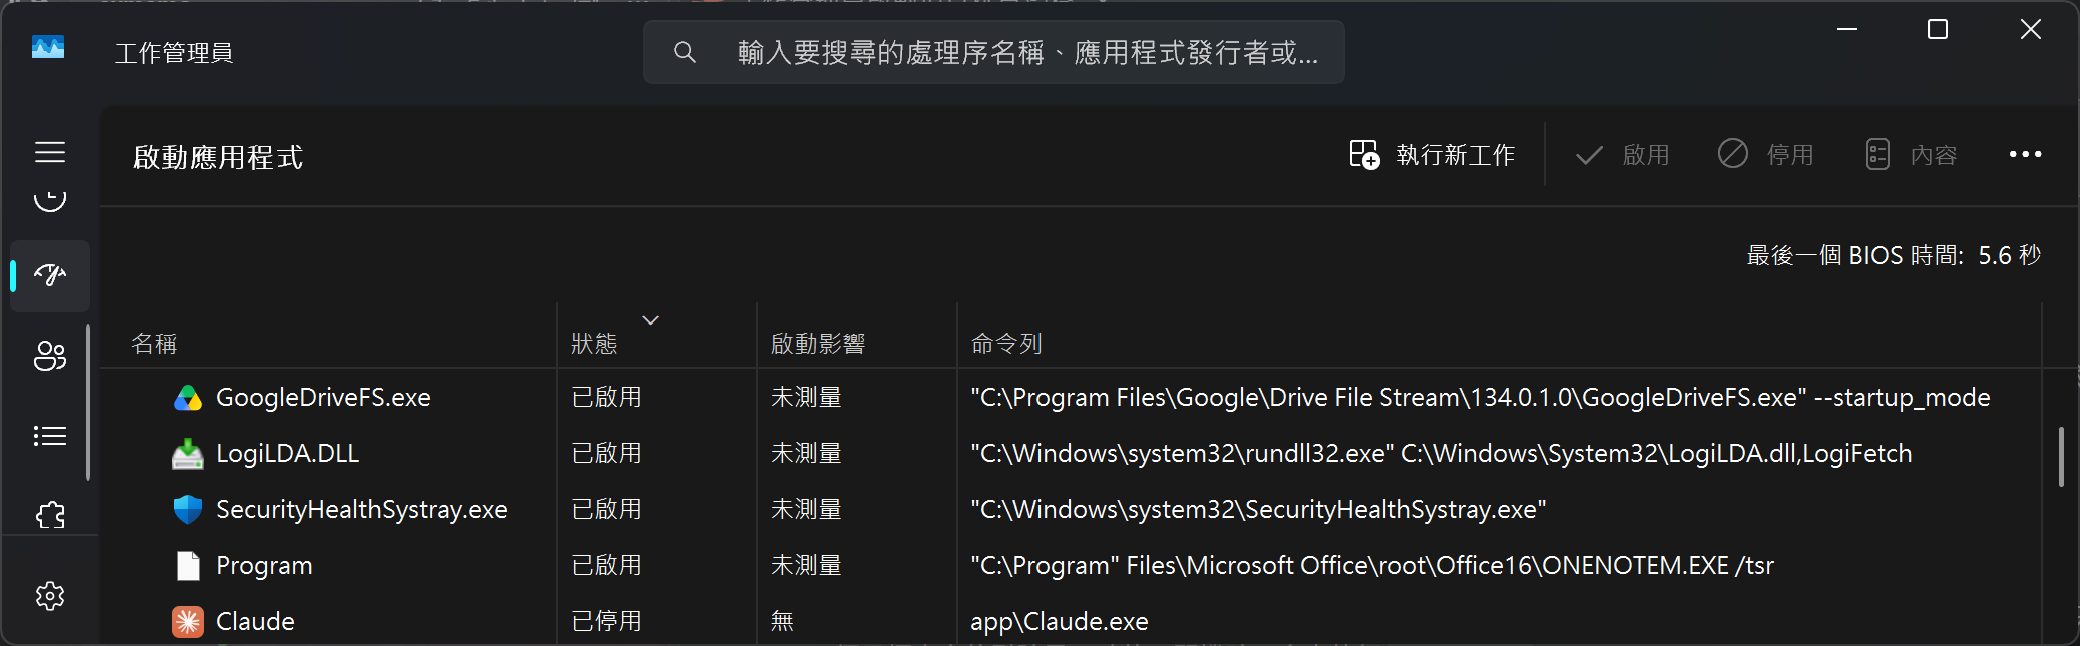 工作管理員
輸入要搜尋的處理序名稱、應用程式發行者或...
啟動應用程式
執行新工作
啟用
停用
內容
最後一個 BIOS 時間: 5.6 秒
名稱 狀態 啟動影響 命令列
GoogleDriveFS.exe 已啟用 未測量 "C:\Program Files\Google\Drive File Stream\134.0.1.0\GoogleDriveFS.exe" --startup_mode
LogiLDA.DLL 已啟用 未測量 "C:\Windows\system32\rundll32.exe" C:\Windows\System32\LogiLDA.dll,LogiFetch
SecurityHealthSystray.exe 已啟用 未測量 "C:\Windows\system32\SecurityHealthSystray.exe"
Program 已啟用 未測量 "C:\Program" Files\Microsoft Office\root\Office16\ONENOTEM.EXE /tsr
Claude 已停用 無 app\Claude.exe